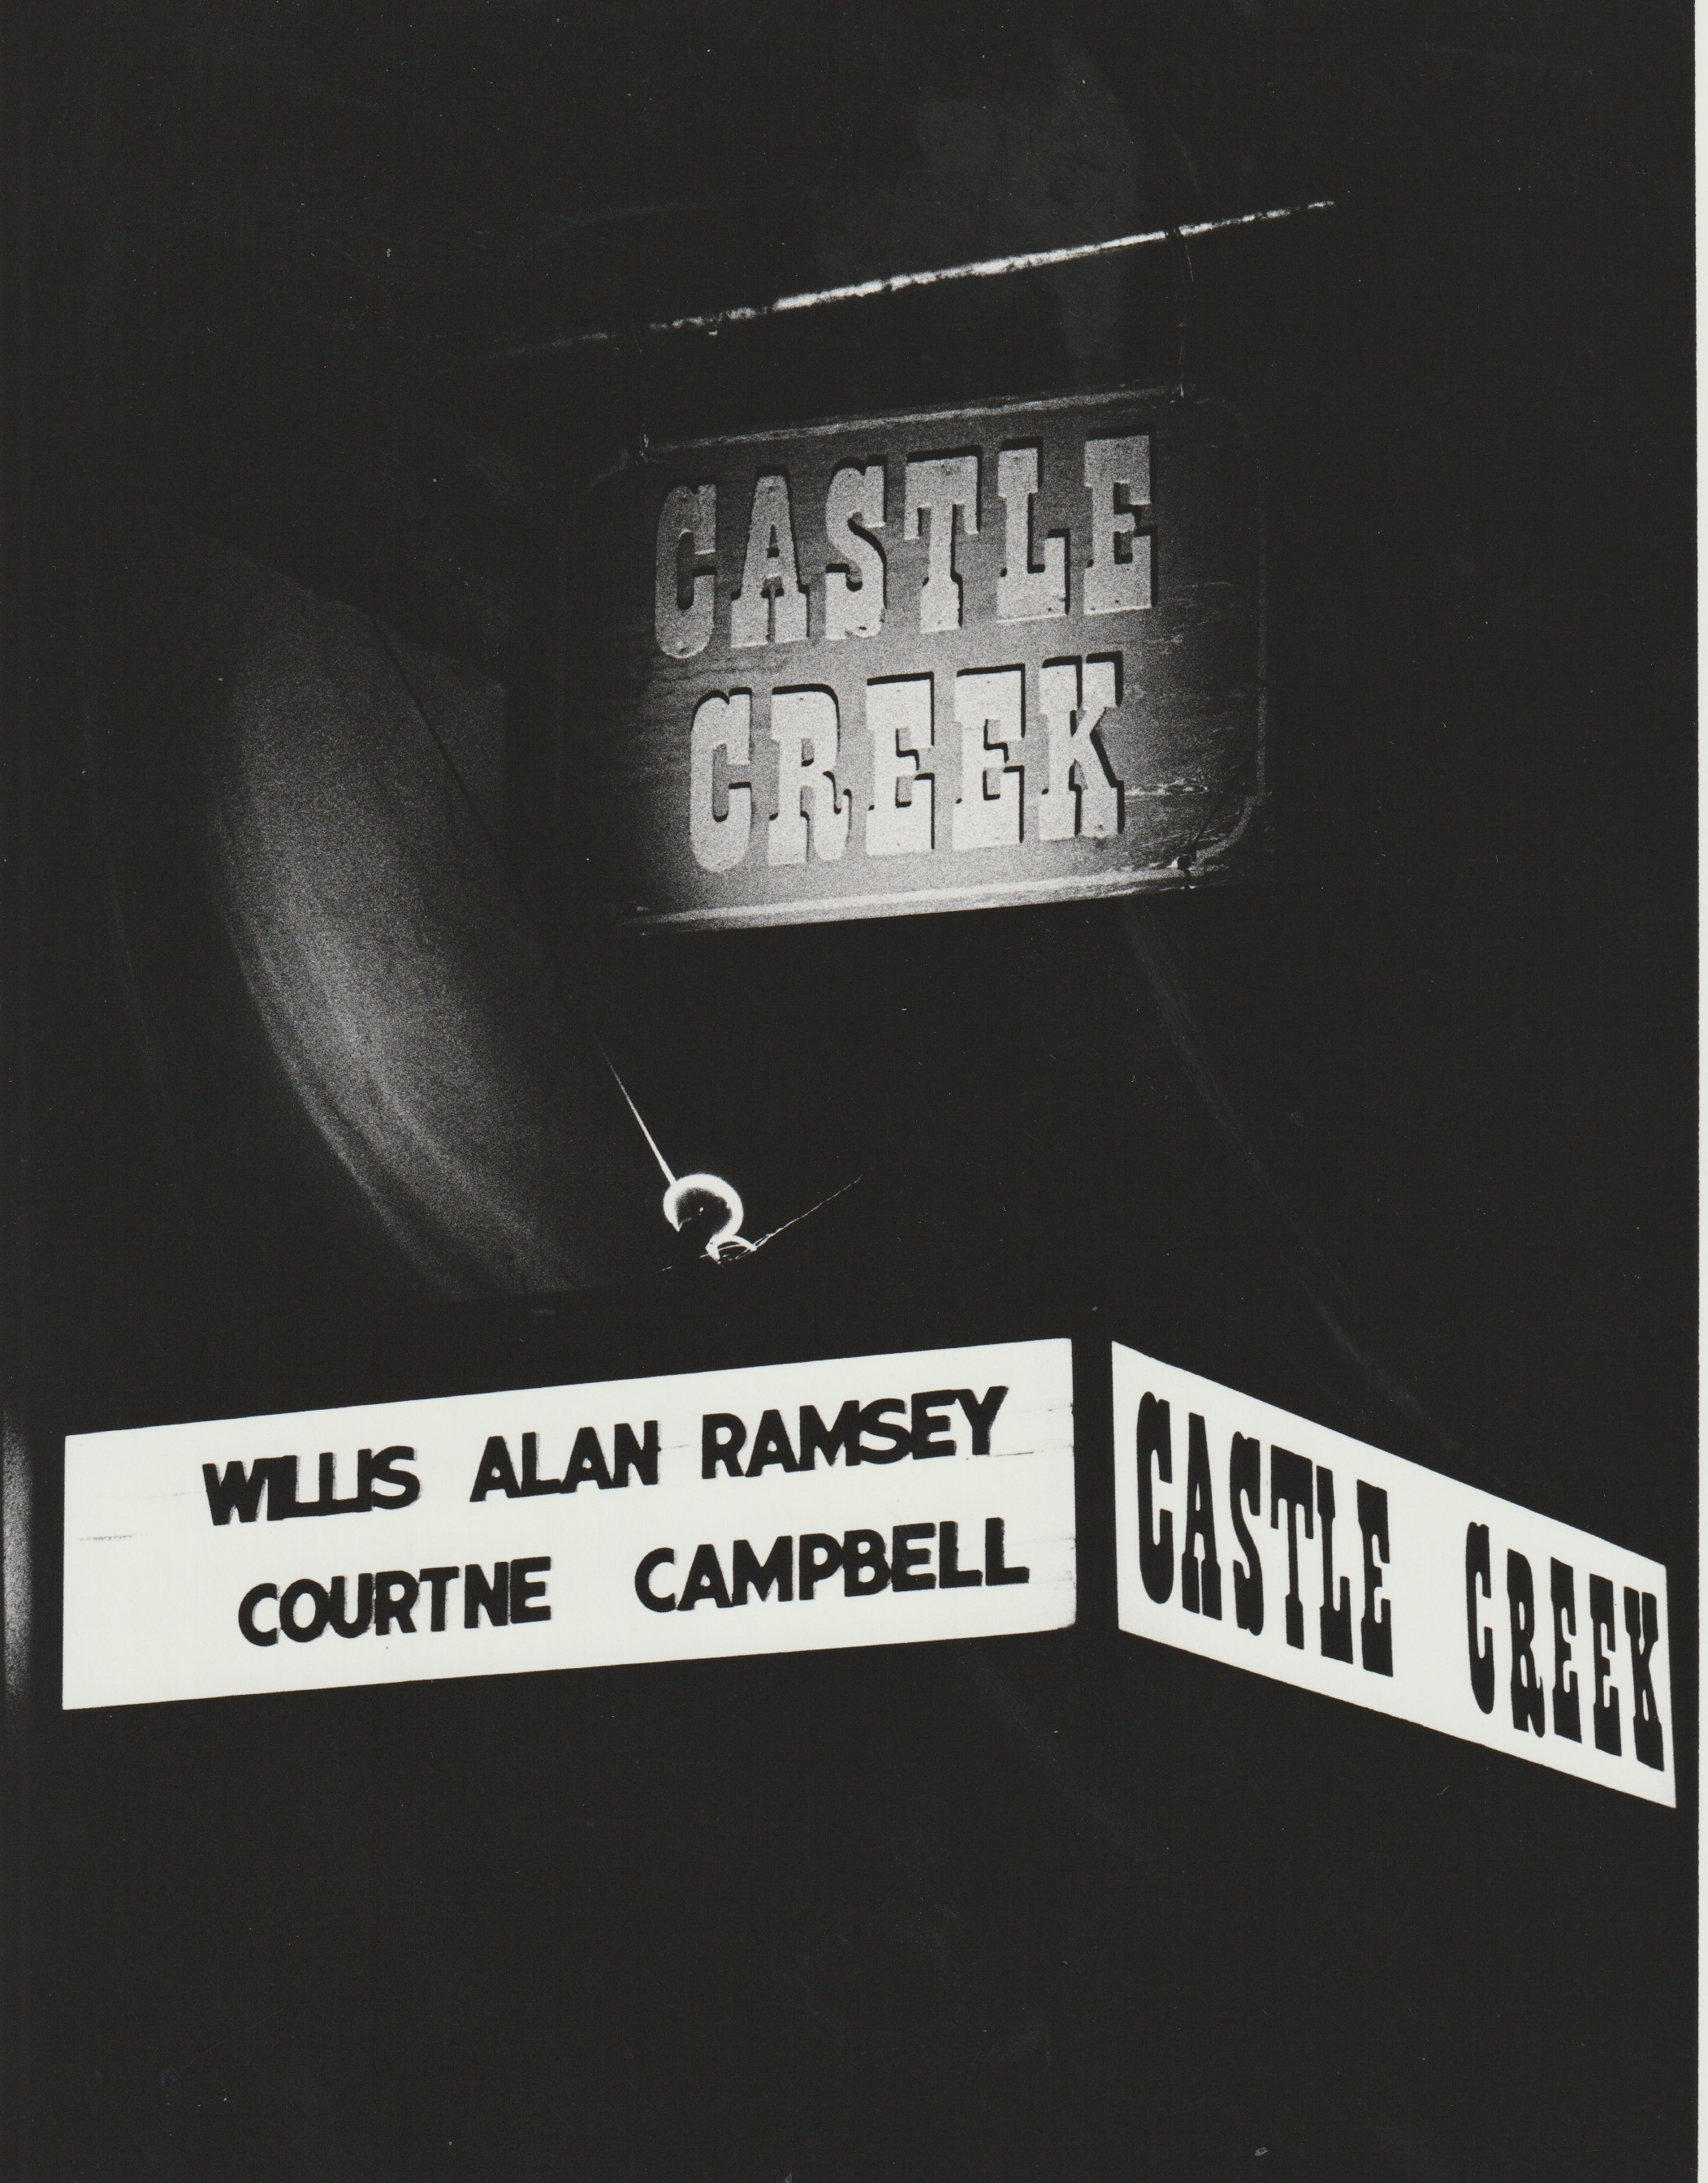 CASTLE
CREEK
WILLIS ALAN RAMSEY
COURTNE CAMPBELL
CASTLE CREEK